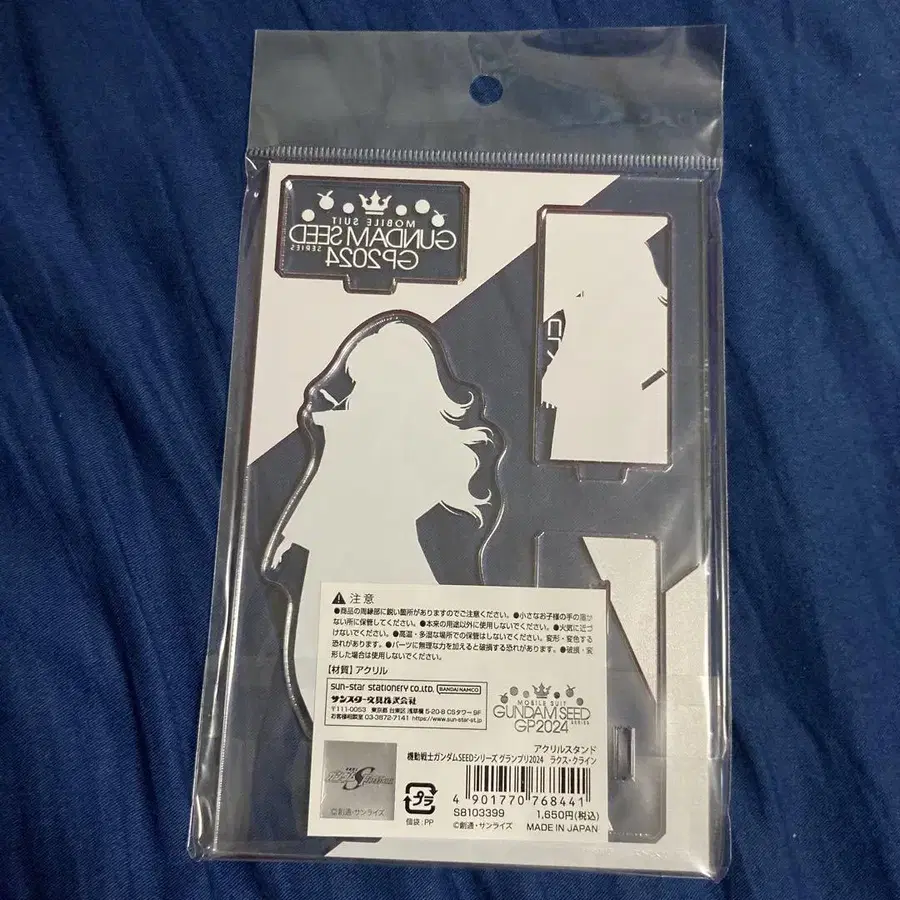 MOBILE SUIT
GUNDAM SEED
SERIES
GP2024
⚠ 注意
●商品の周縁部に鋭い箇所がありますのでご注意ください。●小さなお子様の手の届か
ない所に保管してください。●本来の用途以外に使用しないでください。●火気に近づ
けないでください。●高温・多湿な場所での保管はしないでください。変形・変色する
恐れがあります。●パーツに無理な力を加えると破損する恐れがあります。●破損・変
形した場合は使用しないでください。
【材質】アクリル
sun-star stationery co.,ltd. BANDAI NAMCO
サンスター文具株式会社
〒111-0053 東京都 台東区 浅草橋 5-20-8 CSタワー 9F
お客様相談室 03-3872-7141 https://www.sun-star-st.jp
MOBILE SUIT
GUNDAM SEED
SERIES
GP2024
アクリルスタンド
機動戦士ガンダムSEEDシリーズ グランプリ2024 ラクス・クライン
©創通・サンライズ
プラ
個袋:PP
4 901770 768441
S8103399 1,650円(税込)
©創通・サンライズ MADE IN JAPAN